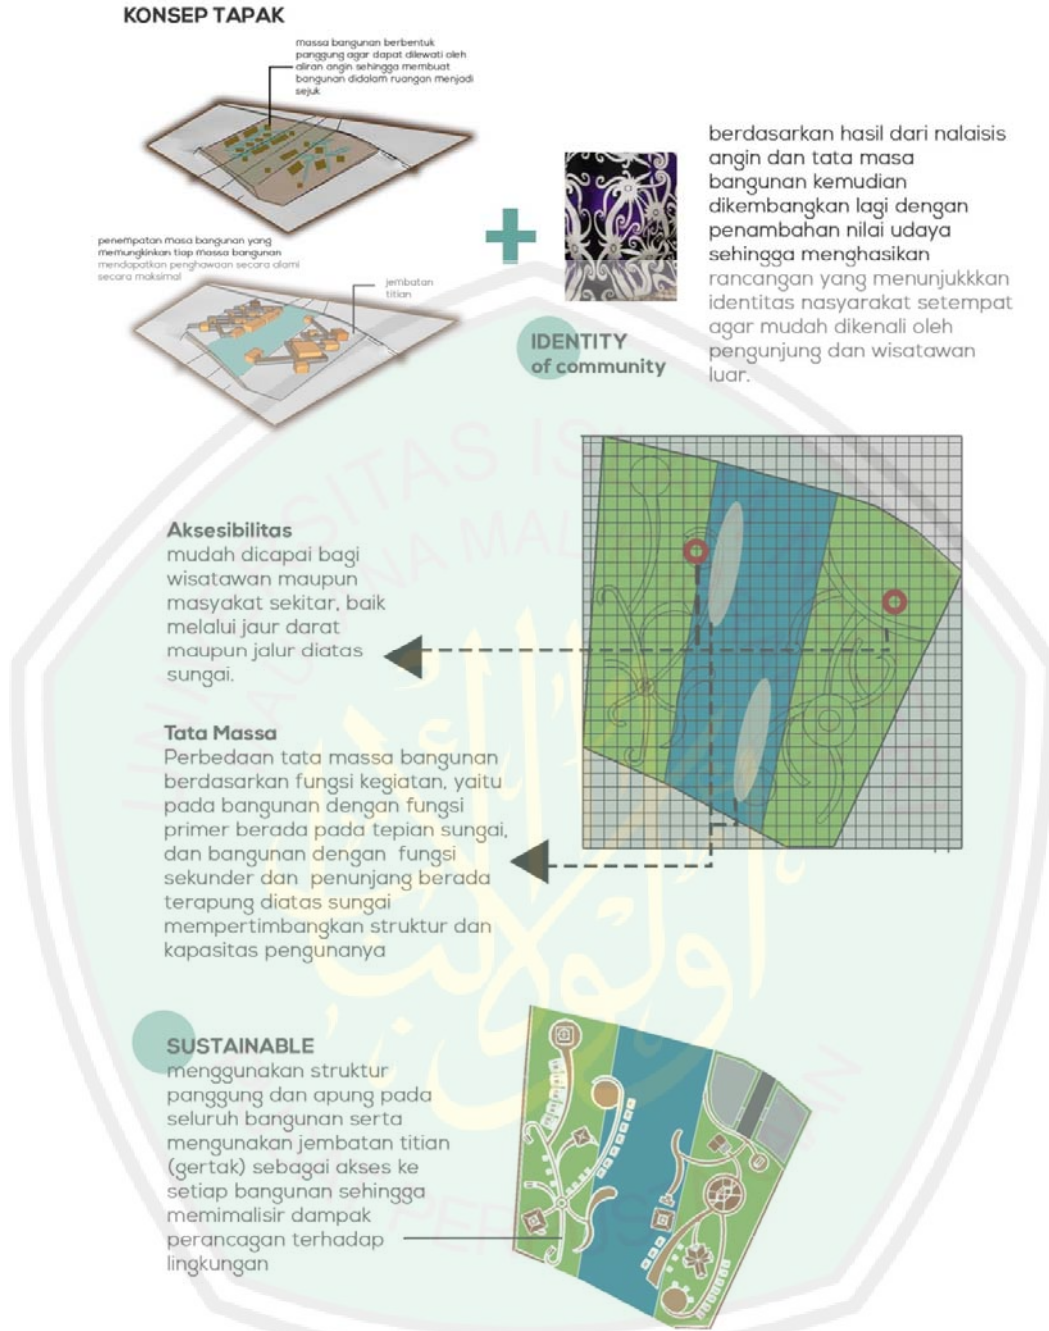 KONSEP TAPAK
massa bangunan berbentuk
panggung agar dapat dilewati oleh
aliran angin sehingga membuat
bangunan didalam ruangan menjadi
sejuk
penempatan masa bangunan yang
memungkinkan tiap massa bangunan
mendapatkan penghawaan secara alami
secara maksimal
jembatan
titian
berdasarkan hasil dari nalaisis
angin dan tata masa
bangunan kemudian
dikembangkan lagi dengan
penambahan nilai udaya
sehingga menghasikan
rancangan yang menunjukkkan
identitas nasyarakat setempat
agar mudah dikenali oleh
pengunjung dan wisatawan
luar.
IDENTITY
of community
Aksesibilitas
mudah dicapai bagi
wisatawan maupun
masyakat sekitar, baik
melalui jaur darat
maupun jalur diatas
sungai.
Tata Massa
Perbedaan tata massa bangunan
berdasarkan fungsi kegiatan, yaitu
pada bangunan dengan fungsi
primer berada pada tepian sungai,
dan bangunan dengan fungsi
sekunder dan penunjang berada
terapung diatas sungai
mempertimbangkan struktur dan
kapasitas pengunanya
SUSTAINABLE
menggunakan struktur
panggung dan apung pada
seluruh bangunan serta
mengunakan jembatan titian
(gertak) sebagai akses ke
setiap bangunan sehingga
memimalisir dampak
perancagan terhadap
lingkungan